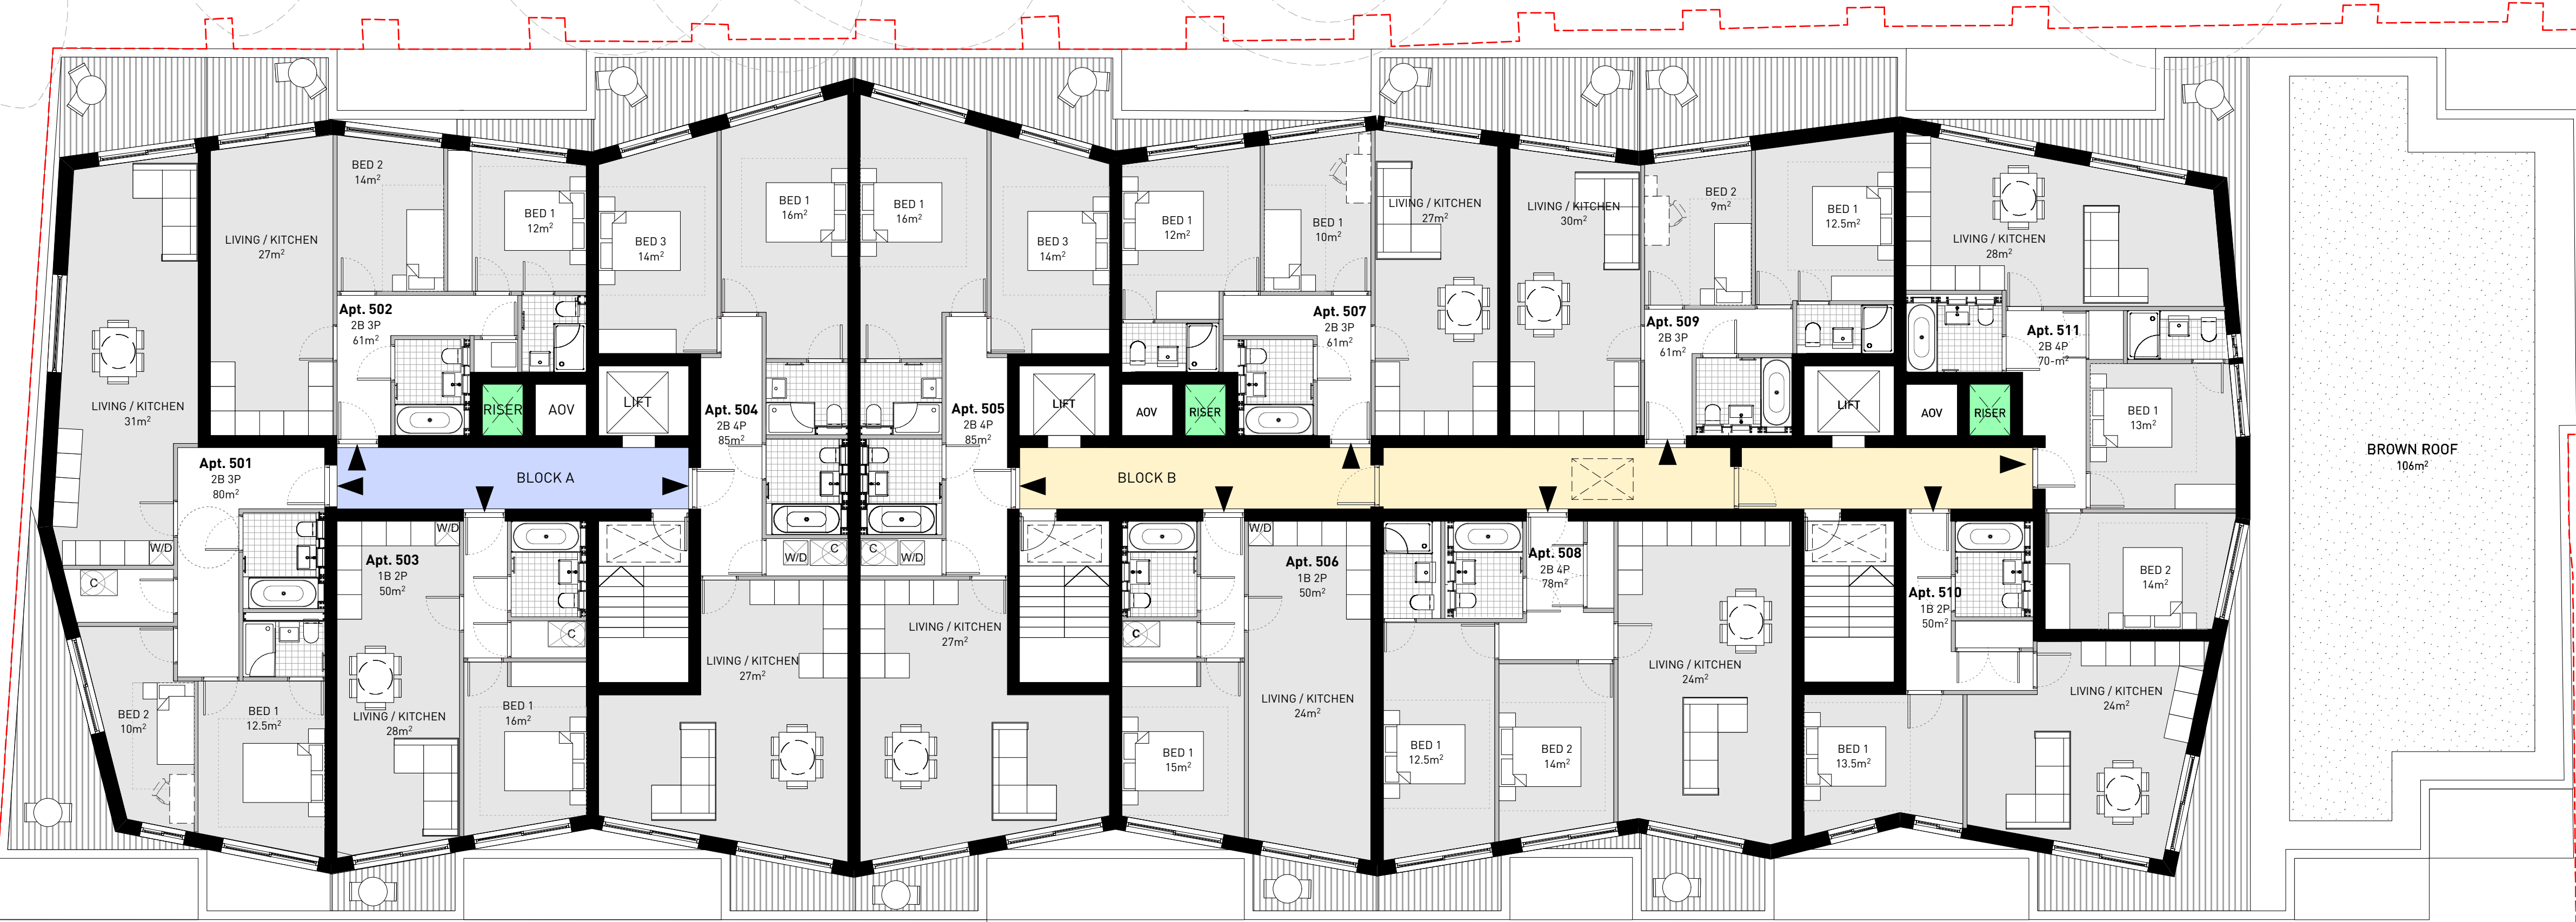 Apt. 501
2B 3P
80m²
LIVING / KITCHEN
31m²
W/D
C
BED 2
10m²
BED 1
12.5m²
LIVING / KITCHEN
27m²
BED 2
14m²
BED 1
12m²
Apt. 502
2B 3P
61m²
RISER
AOV
LIFT
BLOCK A
Apt. 503
1B 2P
50m²
W/D
C
LIVING / KITCHEN
28m²
BED 1
16m²
BED 3
14m²
BED 1
16m²
Apt. 504
2B 4P
85m²
W/D
C
LIVING / KITCHEN
27m²
BED 1
16m²
BED 3
14m²
Apt. 505
2B 4P
85m²
C
W/D
LIVING / KITCHEN
27m²
LIFT
AOV
RISER
BLOCK B
BED 1
12m²
BED 1
10m²
Apt. 507
2B 3P
61m²
LIVING / KITCHEN
27m²
W/D
C
Apt. 506
1B 2P
50m²
BED 1
15m²
LIVING / KITCHEN
24m²
LIVING / KITCHEN
30m²
BED 2
9m²
BED 1
12.5m²
Apt. 509
2B 3P
61m²
Apt. 508
2B 4P
78m²
BED 1
12.5m²
BED 2
14m²
LIVING / KITCHEN
24m²
LIFT
AOV
RISER
LIVING / KITCHEN
28m²
Apt. 511
2B 4P
70-m²
BED 1
13m²
BED 2
14m²
Apt. 510
1B 2P
50m²
BED 1
13.5m²
LIVING / KITCHEN
24m²
BROWN ROOF
106m²